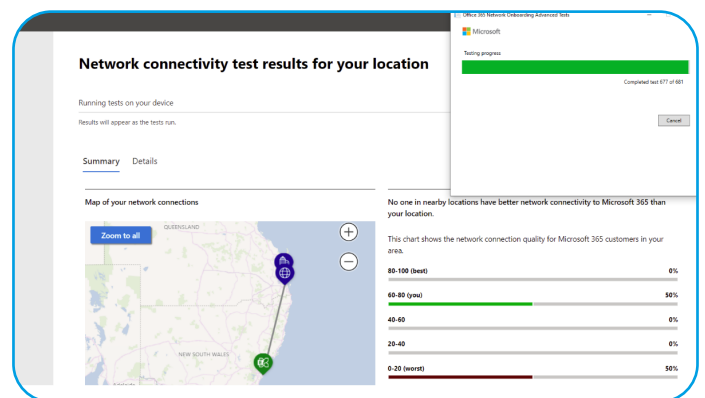 Office 365 Network Onboarding Advanced Tests
Microsoft
Testing progress
Completed test 677 of 681
Cancel
Network connectivity test results for your location
Running tests on your device
Results will appear as the tests run.
Summary Details
Map of your network connections
Zoom to all
QUEENSLAND
NEW SOUTH WALES
Adelaide
No one in nearby locations have better network connectivity to Microsoft 365 than
your location.
This chart shows the network connection quality for Microsoft 365 customers in your
area.
80-100 (best) 0%
60-80 (you) 50%
40-60 0%
20-40 0%
0-20 (worst) 50%